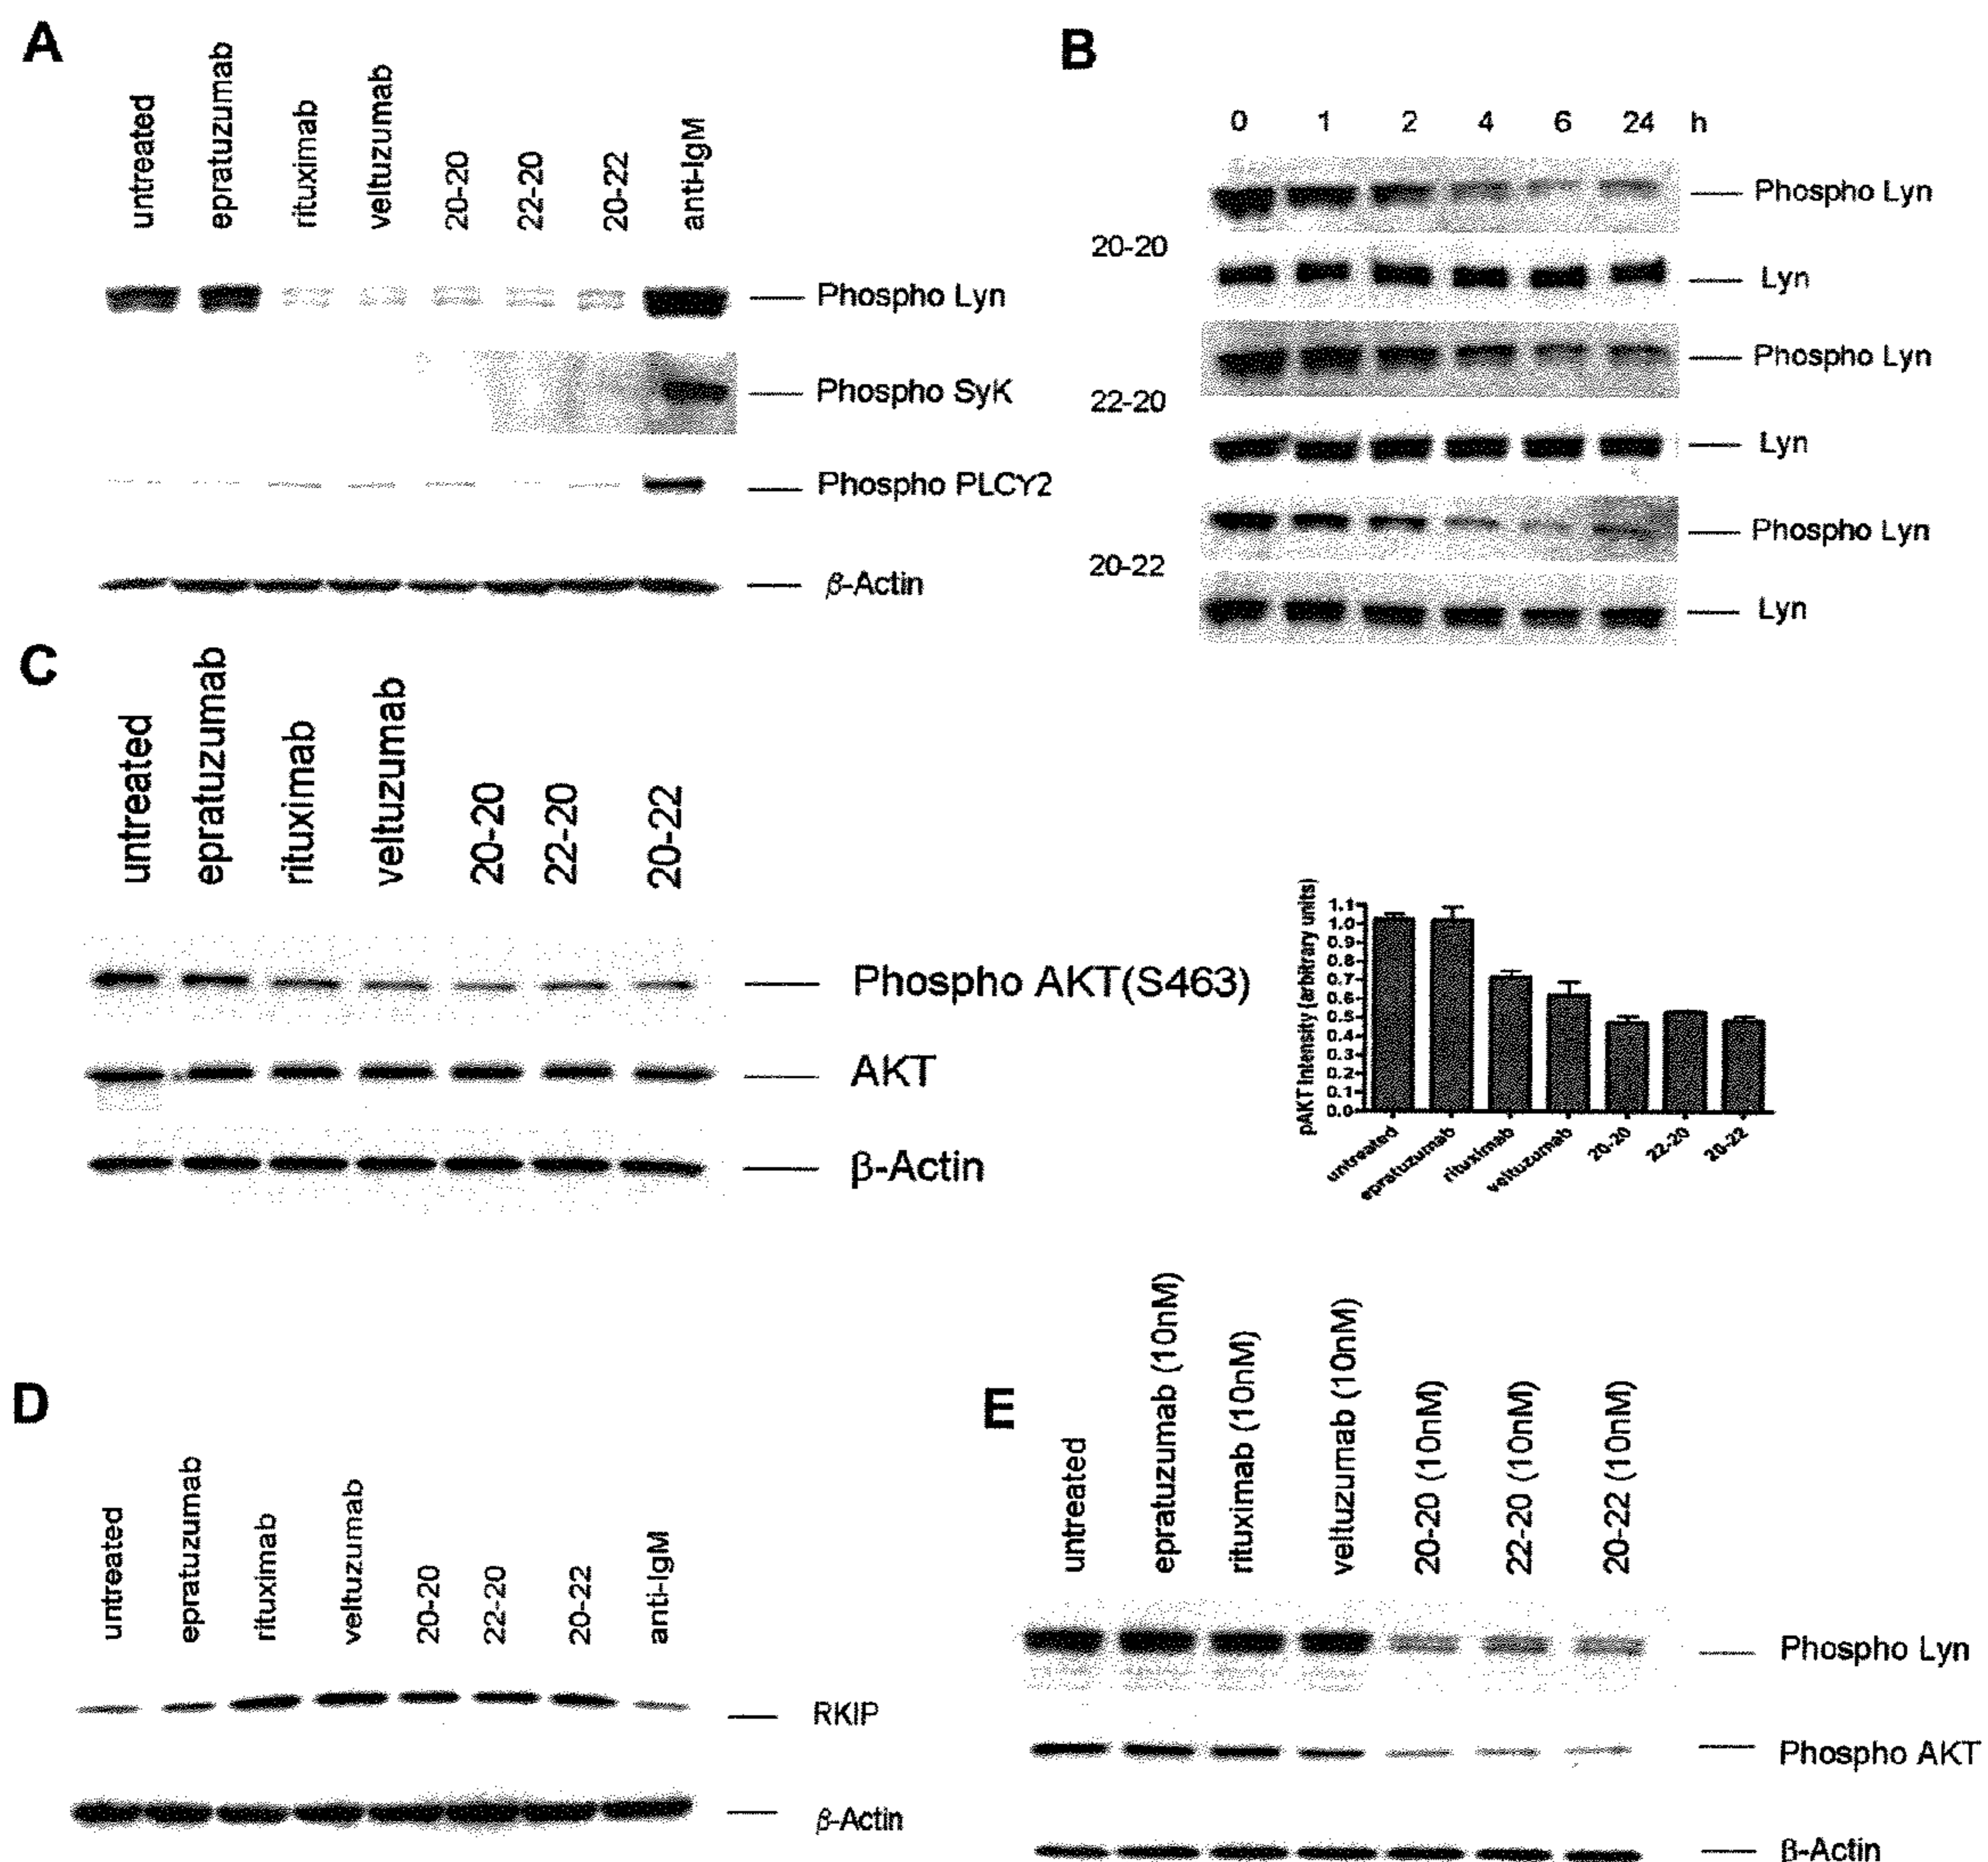 A
untreated
epratuzumab
rituximab
veltuzumab
20-20
22-20
20-22
anti-IgM
Phospho Lyn
Phospho SyK
Phospho PLCγ2
β-Actin
B
0 1 2 4 6 24 h
20-20
Phospho Lyn
Lyn
22-20
Phospho Lyn
Lyn
20-22
Phospho Lyn
Lyn
C
untreated
epratuzumab
rituximab
veltuzumab
20-20
22-20
20-22
Phospho AKT(S463)
AKT
β-Actin
pAKT intensity (arbitrary units)
1.1
1.0
0.9
0.8
0.7
0.6
0.5
0.4
0.3
0.2
0.1
0.0
untreated
epratuzumab
rituximab
veltuzumab
20-20
22-20
20-22
D
untreated
epratuzumab
rituximab
veltuzumab
20-20
22-20
20-22
anti-IgM
RKIP
β-Actin
E
untreated
epratuzumab (10nM)
rituximab (10nM)
veltuzumab (10nM)
20-20 (10nM)
22-20 (10nM)
20-22 (10nM)
Phospho Lyn
Phospho AKT
β-Actin